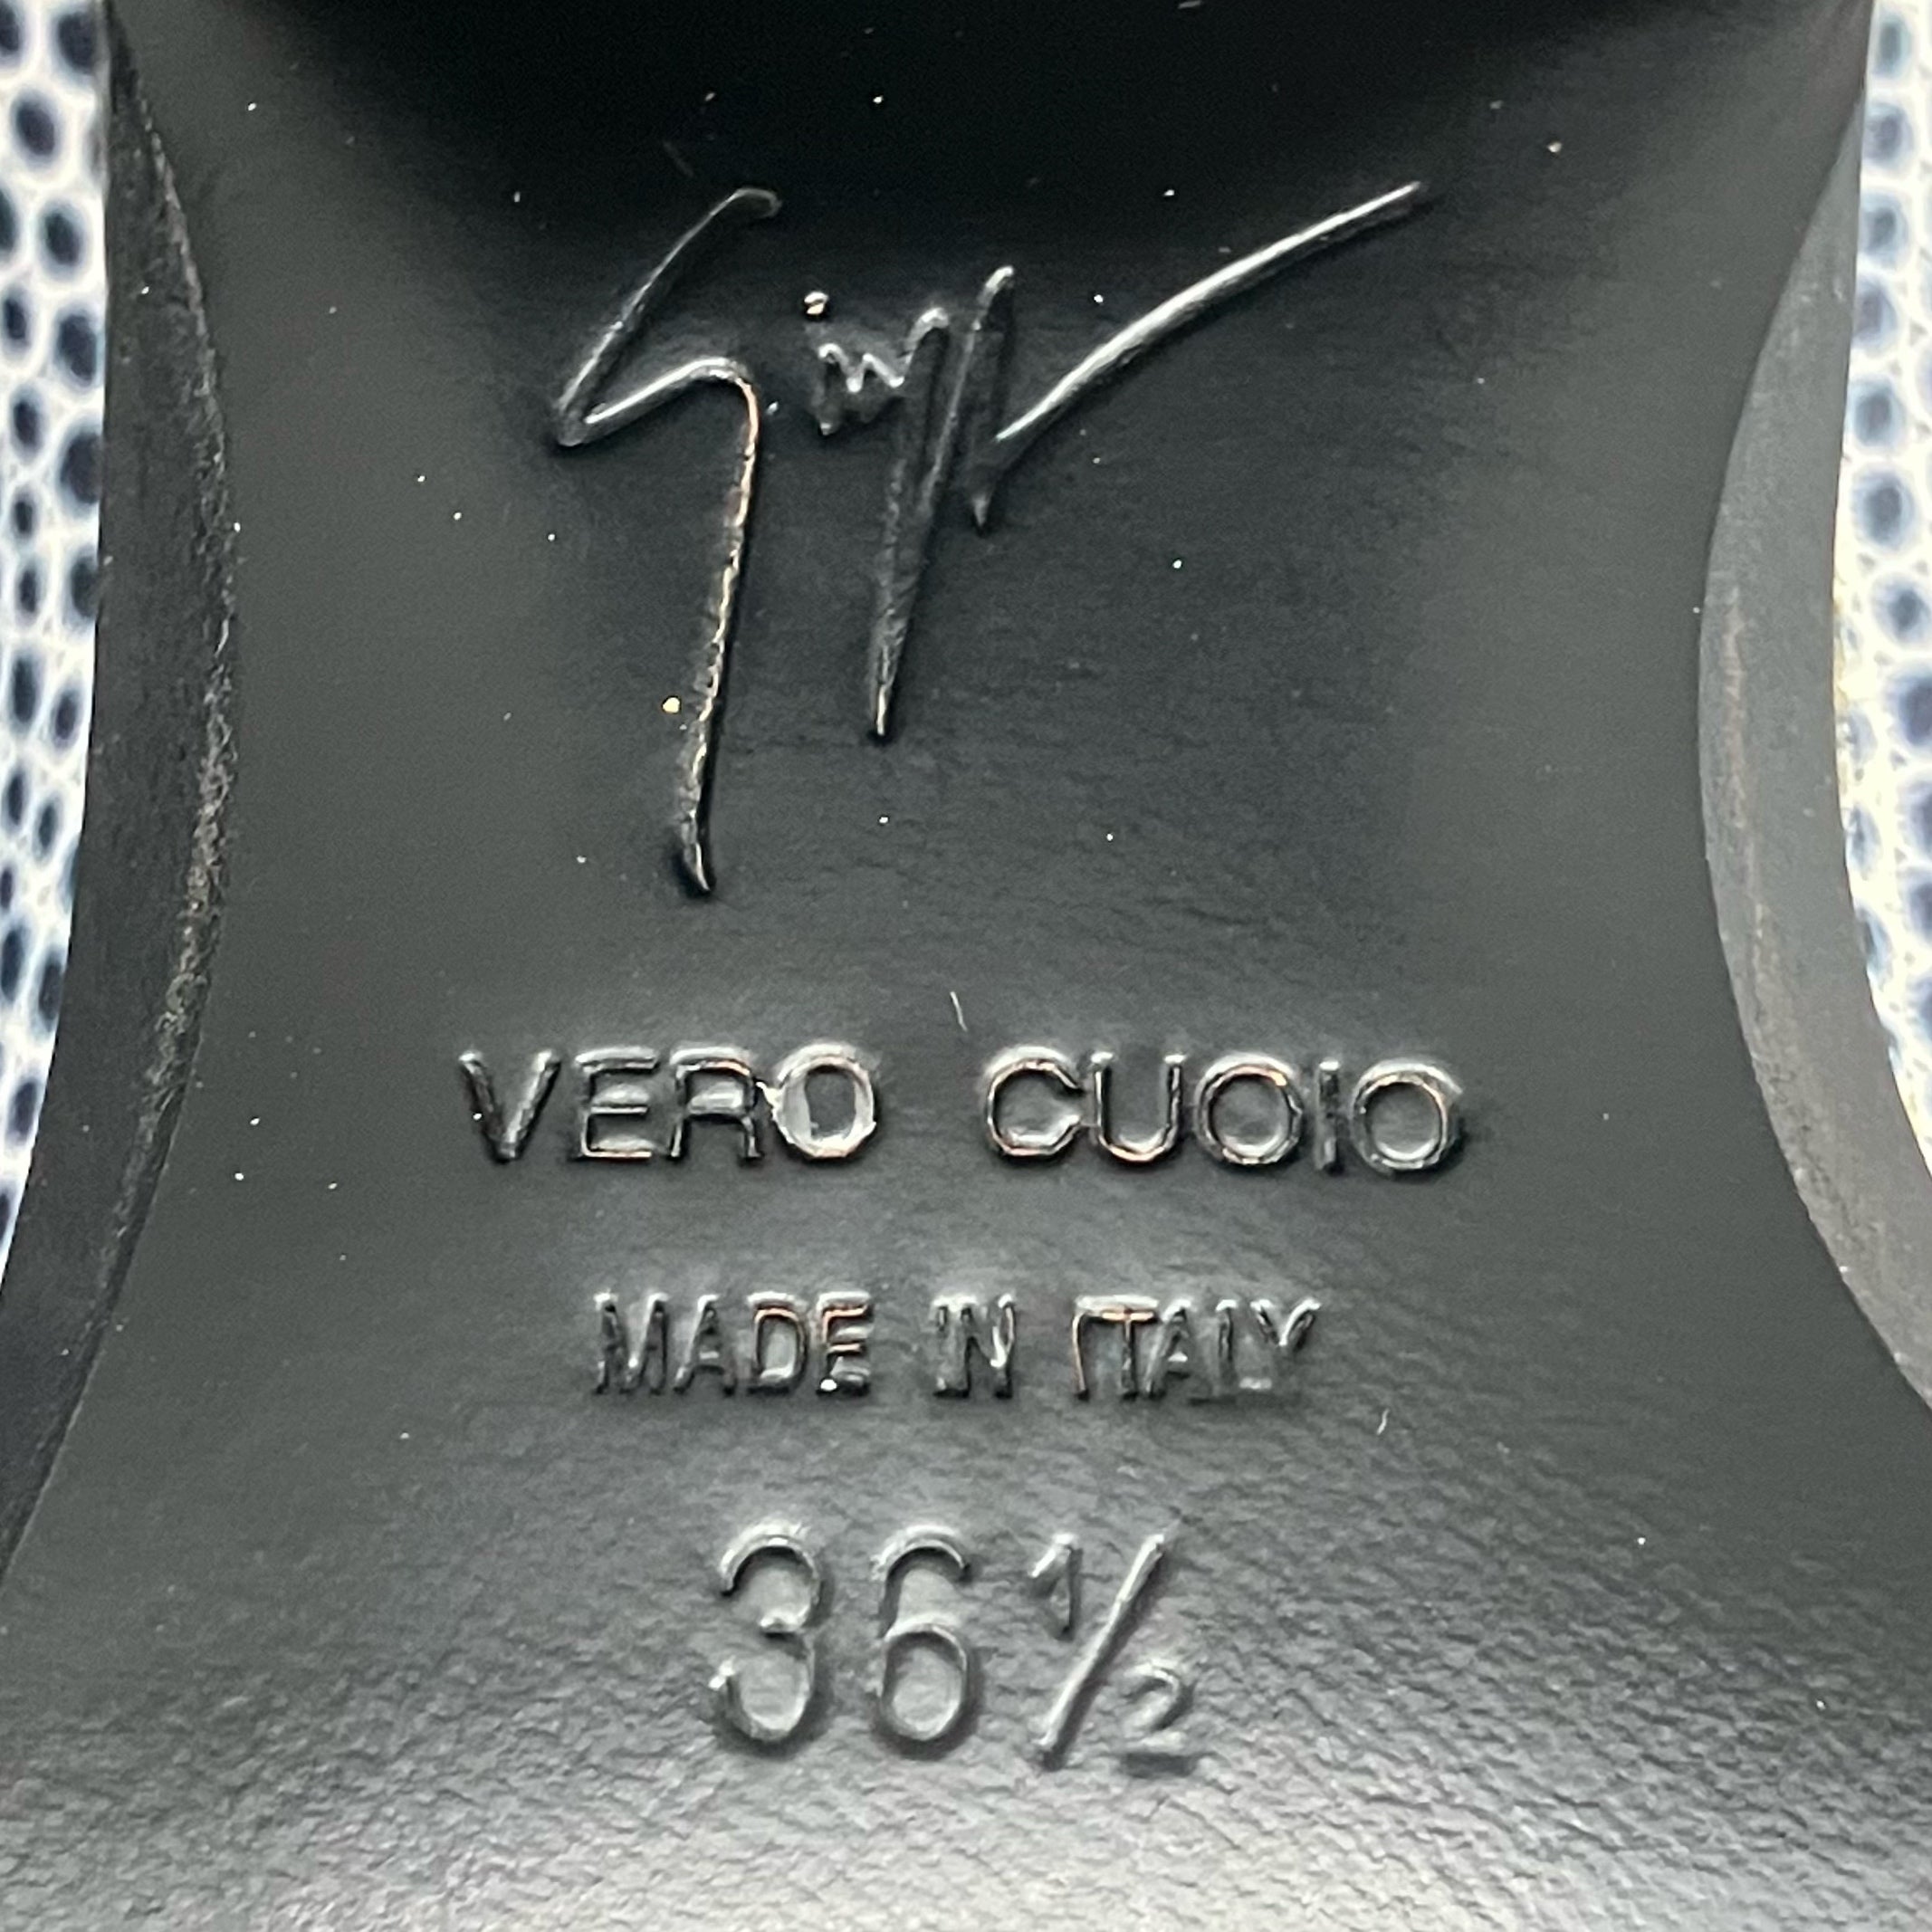 VERO CUOIO
MADE IN ITALY
36½